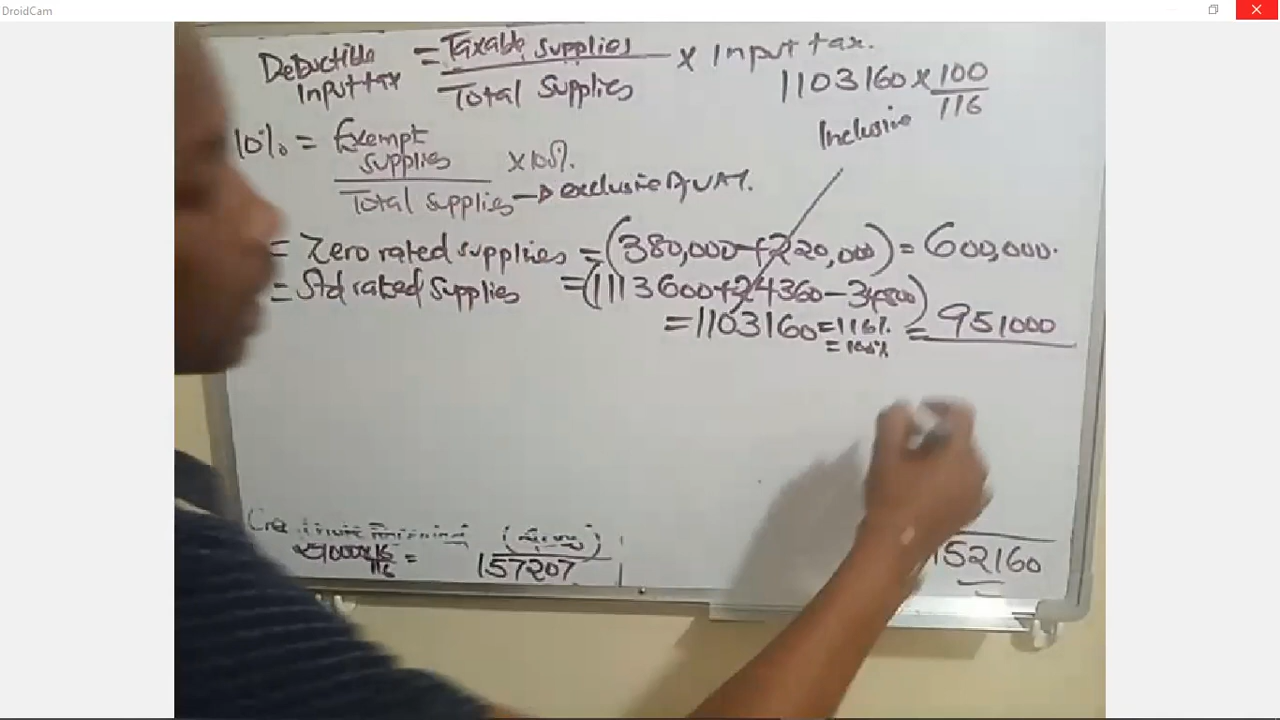 DroidCam
Deductible Input tax = Taxable Supplies / Total Supplies × Input tax.
1103160 × 100 / 116
Inclusive
10% = Exempt supplies / Total supplies → exclusive of VAT. × 100%.
= Zero rated supplies = (380,000 + 220,000) = 600,000.
= Std rated Supplies = (1113600 + 24360 - 34800)
= 1103160 = 116% = 951000
= 100%
157207
152160